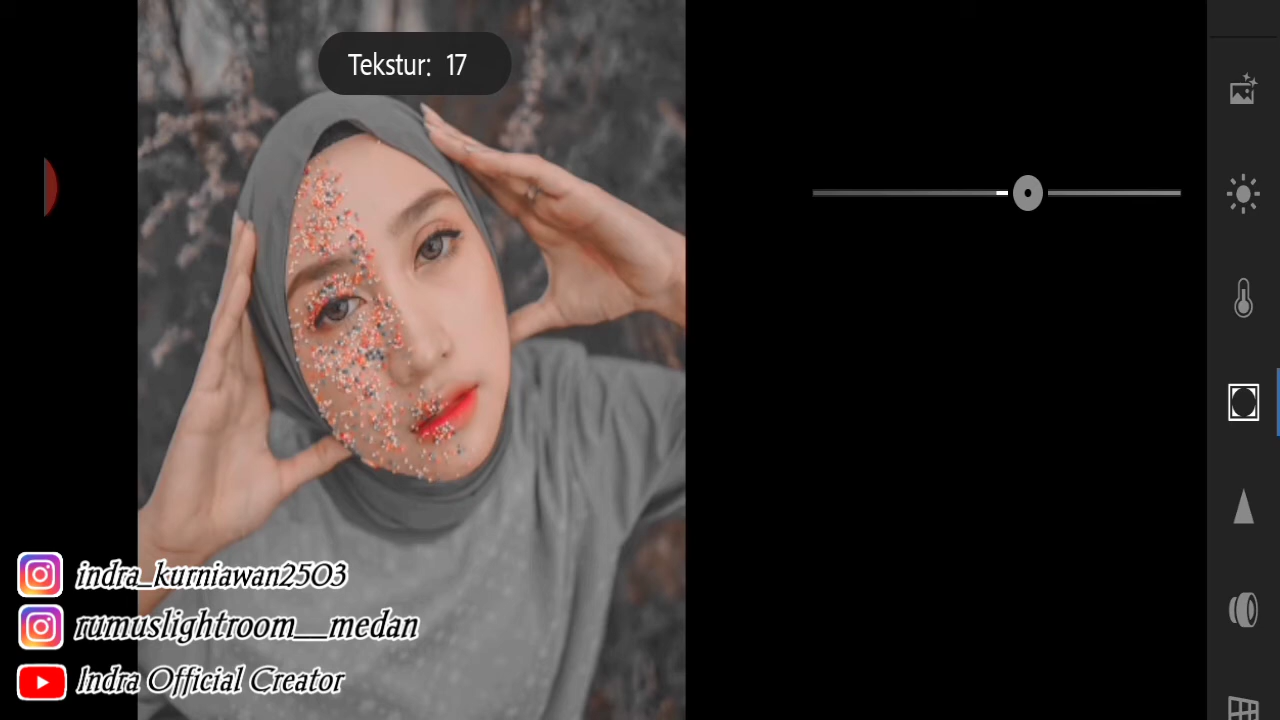 Tekstur: 17
indra_kurniawan2503
rumuslightroom__medan
Indra Official Creator